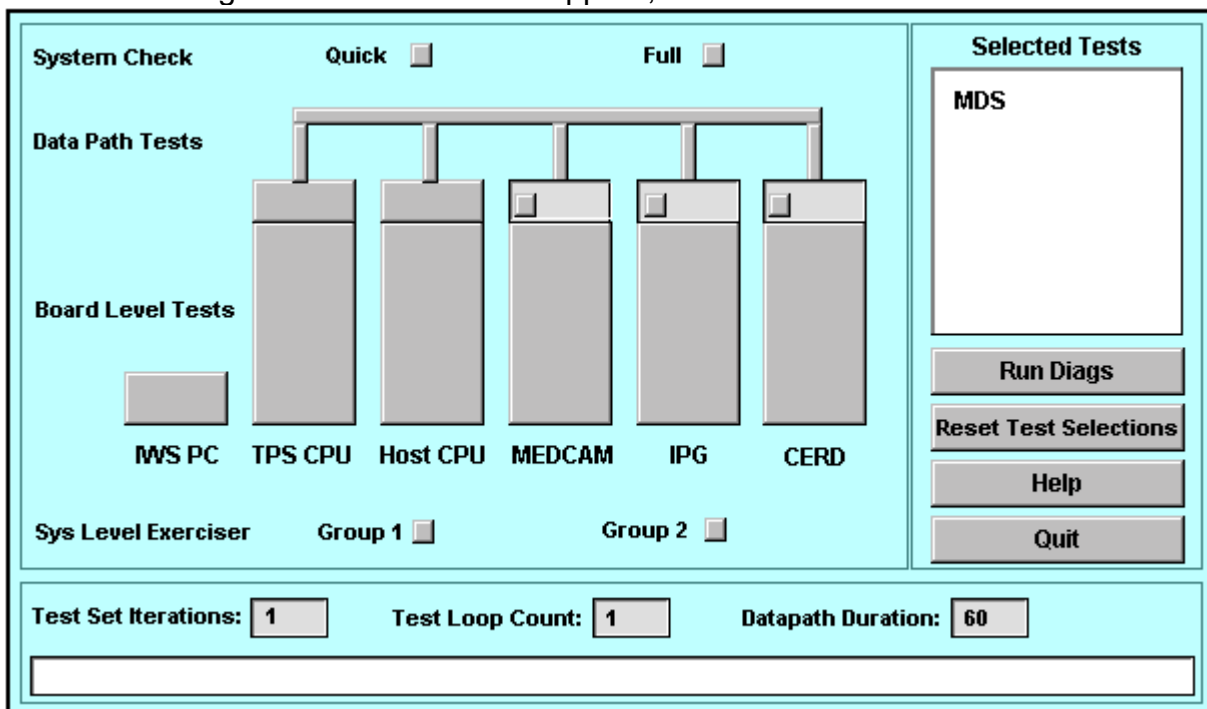 System Check Quick Full
Data Path Tests
Board Level Tests
IWS PC TPS CPU Host CPU MEDCAM IPG CERD
Sys Level Exerciser Group 1 Group 2
Selected Tests
MDS
Run Diags
Reset Test Selections
Help
Quit
Test Set Iterations: 1 Test Loop Count: 1 Datapath Duration: 60